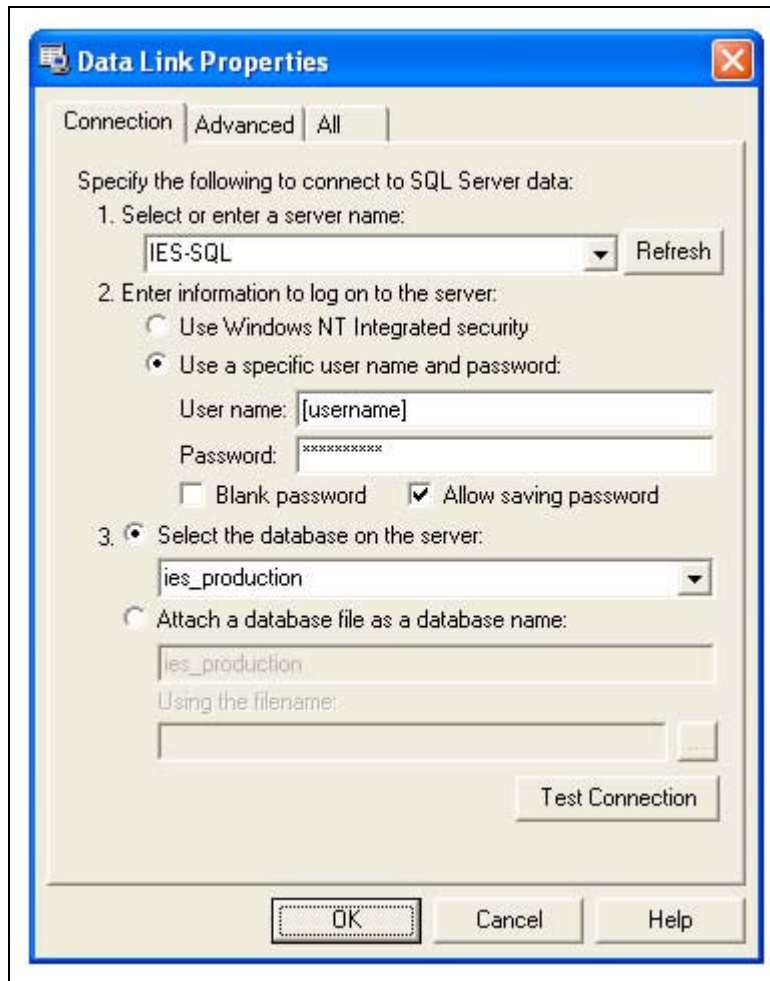 Data Link Properties
Connection Advanced All
Specify the following to connect to SQL Server data:
1. Select or enter a server name:
IES-SQL Refresh
2. Enter information to log on to the server:
Use Windows NT Integrated security
Use a specific user name and password:
User name: [username]
Password: **********
Blank password Allow saving password
3. Select the database on the server:
ies_production
Attach a database file as a database name:
ies_production
Using the filename:
...
Test Connection
OK Cancel Help